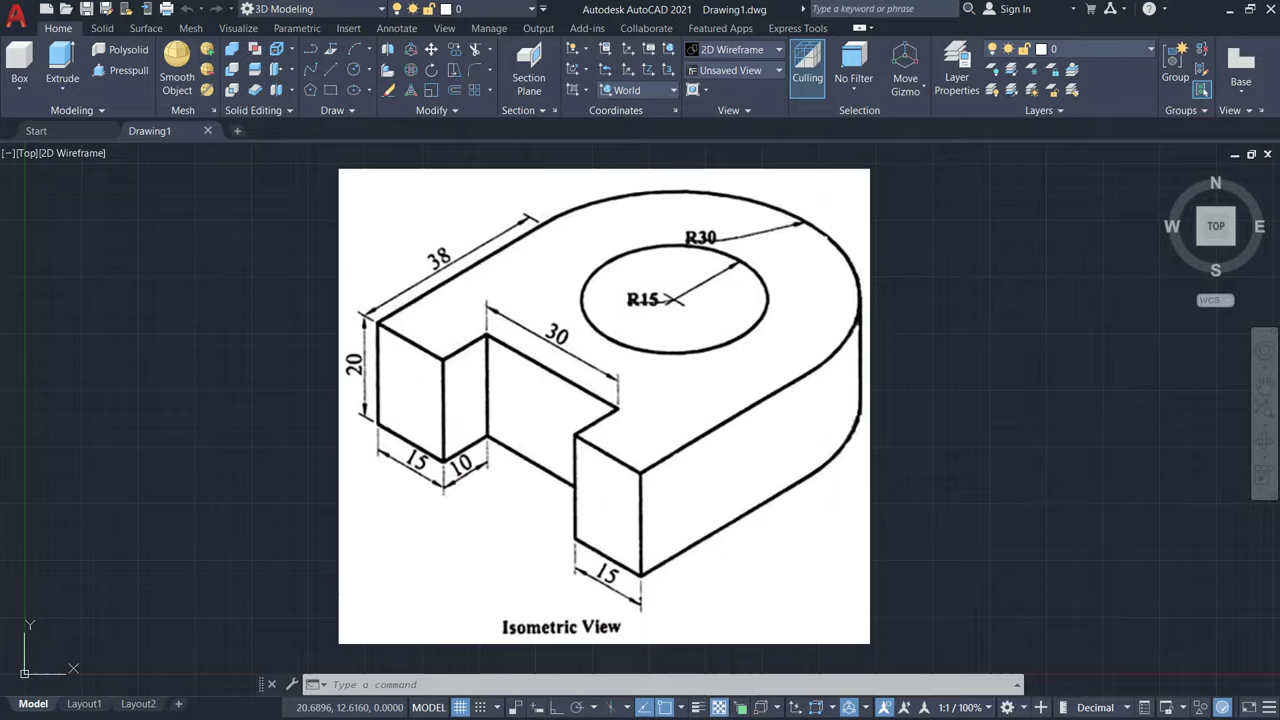 3D Modeling
0
Autodesk AutoCAD 2021 Drawing1.dwg
Type a keyword or phrase
Sign In
Home Solid Surface Mesh Visualize Parametric Insert Annotate View Manage Output Add-ins Collaborate Featured Apps Express Tools
Box
Extrude
Polysolid
Presspull
Smooth
Object
Section
Plane
World
2D Wireframe
Unsaved View
Culling
No Filter
Move
Gizmo
Layer
Properties
0
Group
Base
Modeling Mesh Solid Editing Draw Modify Section Coordinates View Selection Layers Groups View
Start Drawing1
[−][Top][2D Wireframe]
N
W TOP E
S
WCS
R30
38
R15
30
20
15
10
15
Isometric View
Y
X
Type a command
Model Layout1 Layout2 20.6896, 12.6160, 0.0000 MODEL 1:1 / 100% Decimal